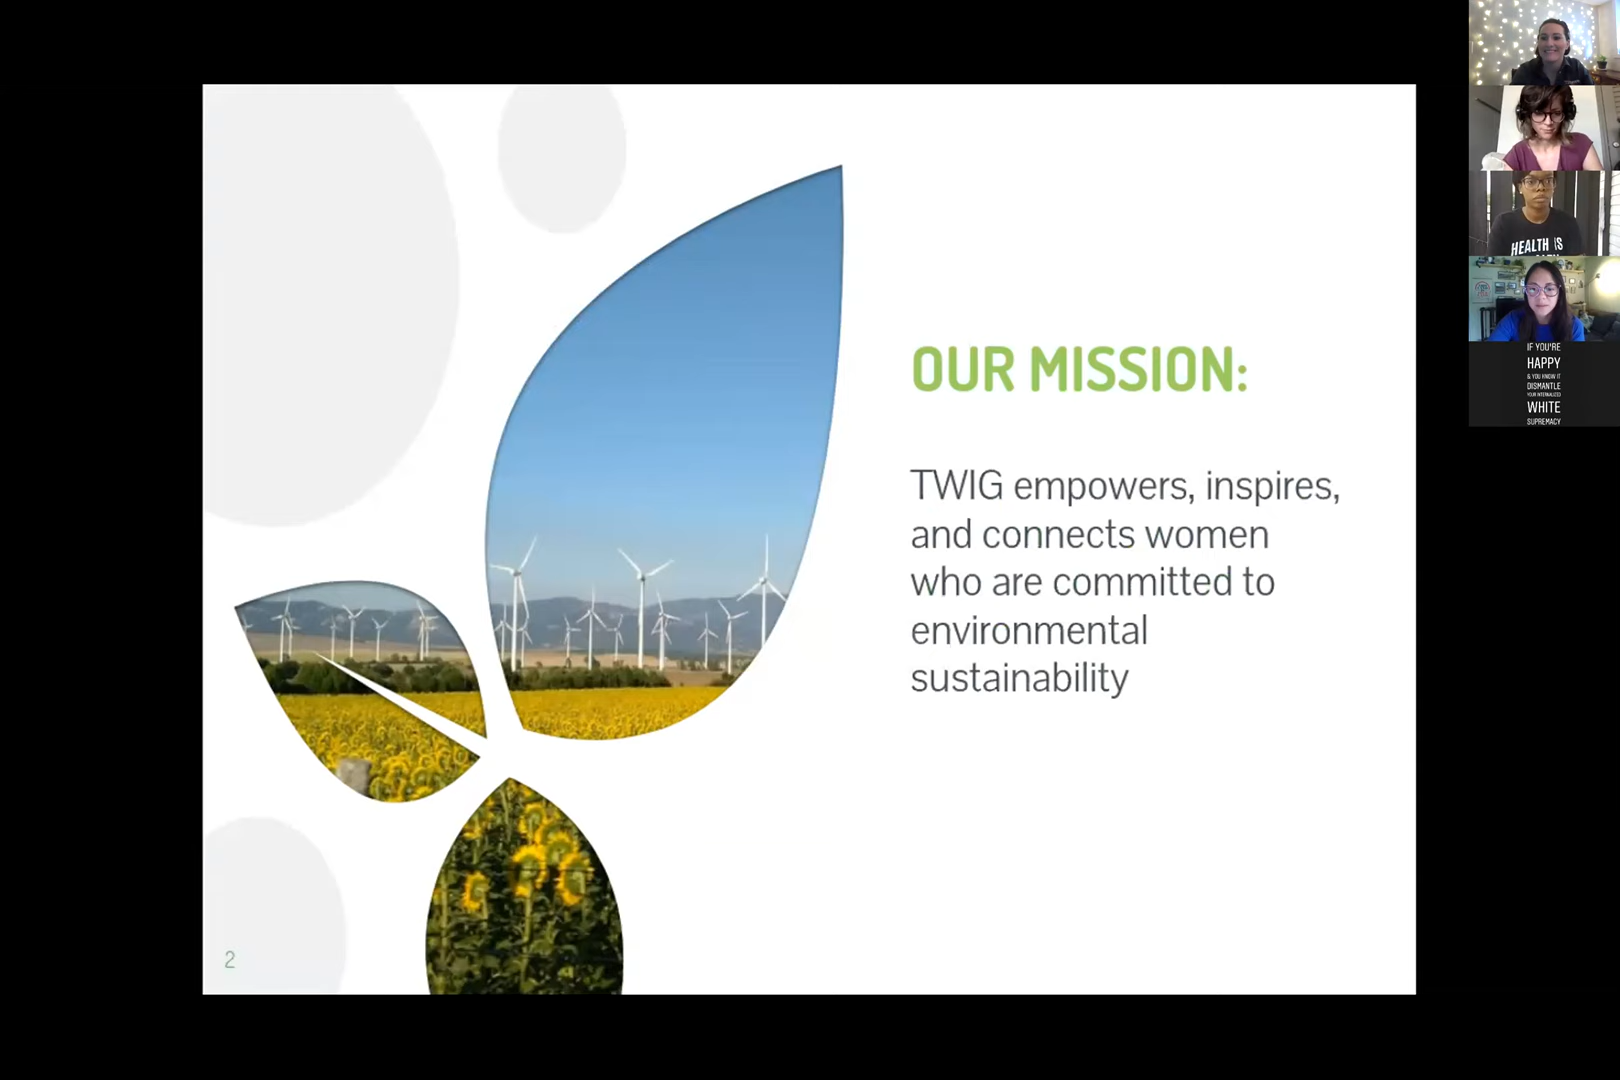 OUR MISSION:
TWIG empowers, inspires,
and connects women
who are committed to
environmental
sustainability
2
HEALTH IS
IF YOU'RE
HAPPY
& YOU KNOW IT
DISMANTLE
YOUR INTERNALIZED
WHITE
SUPREMACY